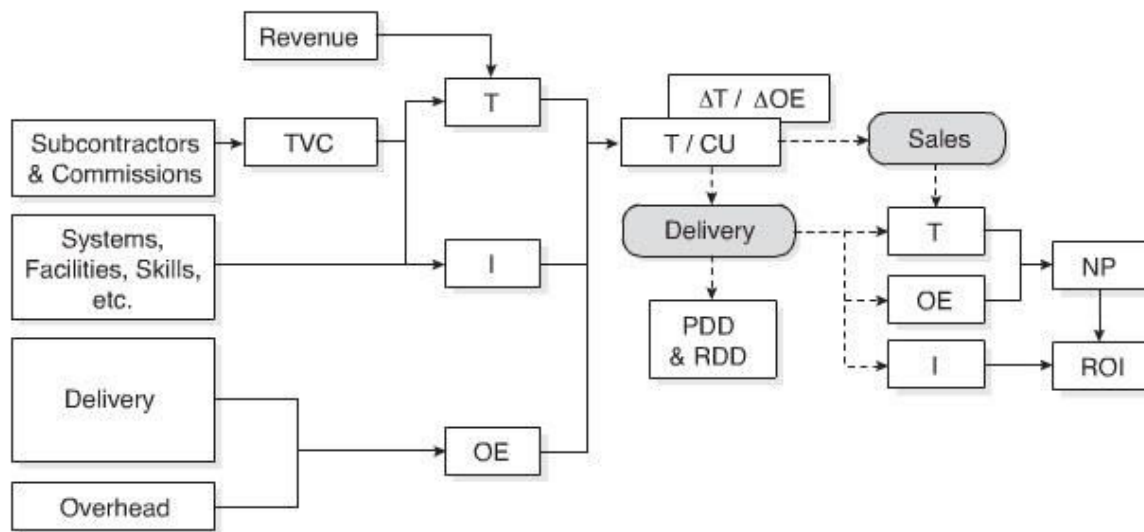 Revenue
T
ΔT / ΔOE
Subcontractors
& Commissions
TVC
T / CU
Sales
Systems,
Facilities, Skills,
etc.
I
Delivery
T
NP
OE
PDD
& RDD
I
ROI
Delivery
OE
Overhead